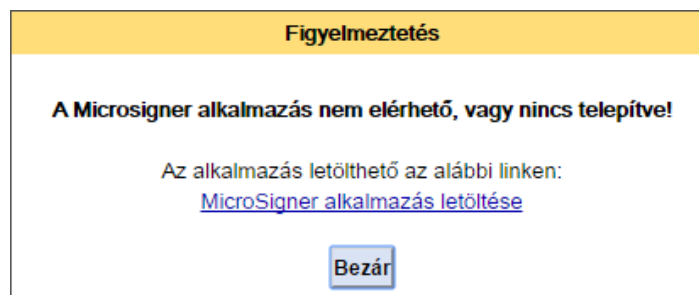 Figyelmeztetés
A Microsigner alkalmazás nem elérhető, vagy nincs telepítve!
Az alkalmazás letölthető az alábbi linken:
MicroSigner alkalmazás letöltése
Bezár